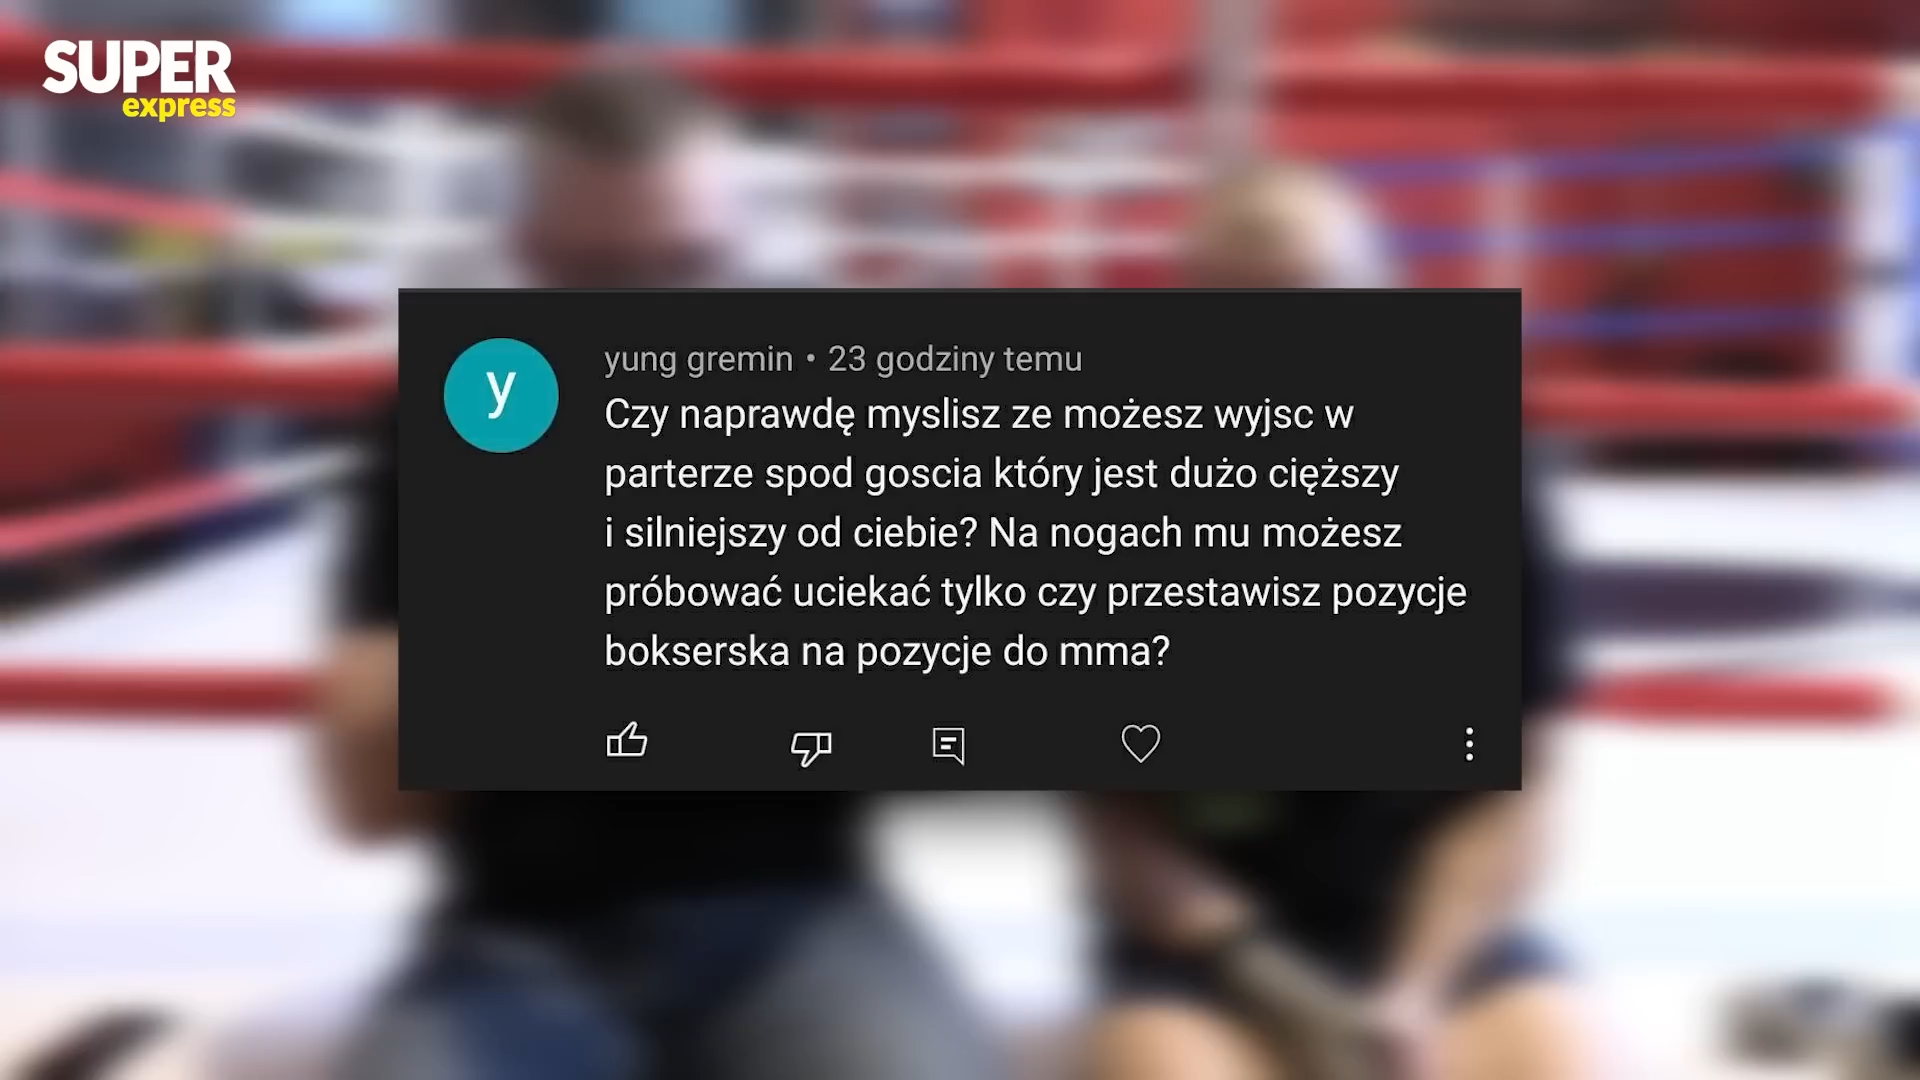 SUPER
express
y
yung gremin • 23 godziny temu
Czy naprawdę myslisz ze możesz wyjsc w
parterze spod goscia który jest dużo cięższy
i silniejszy od ciebie? Na nogach mu możesz
próbować uciekać tylko czy przestawisz pozycje
bokserska na pozycje do mma?